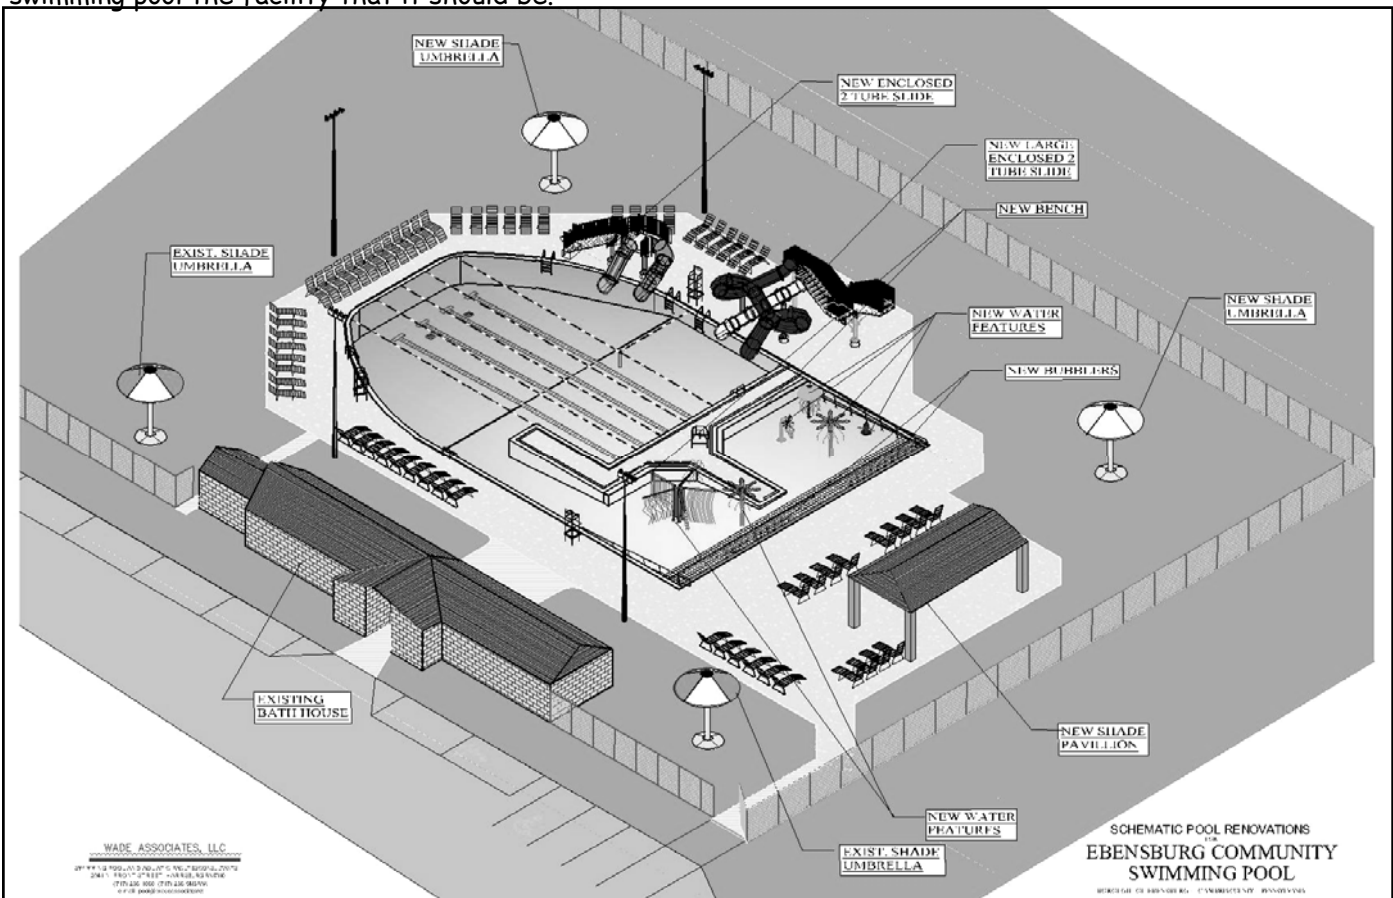 swimming pool the facility that it should be.
NEW SHADE
UMBRELLA
NEW ENCLOSED
2 TUBE SLIDE
NEW LARGE
ENCLOSED 2
TUBE SLIDE
NEW BENCH
EXIST. SHADE
UMBRELLA
NEW SHADE
UMBRELLA
NEW WATER
FEATURES
NEW BUBBLERS
EXISTING
BATH HOUSE
NEW SHADE
PAVILLION
NEW WATER
FEATURES
EXIST. SHADE
UMBRELLA
WADE ASSOCIATES, LLC
SCHEMATIC POOL RENOVATIONS
EBENSBURG COMMUNITY
SWIMMING POOL